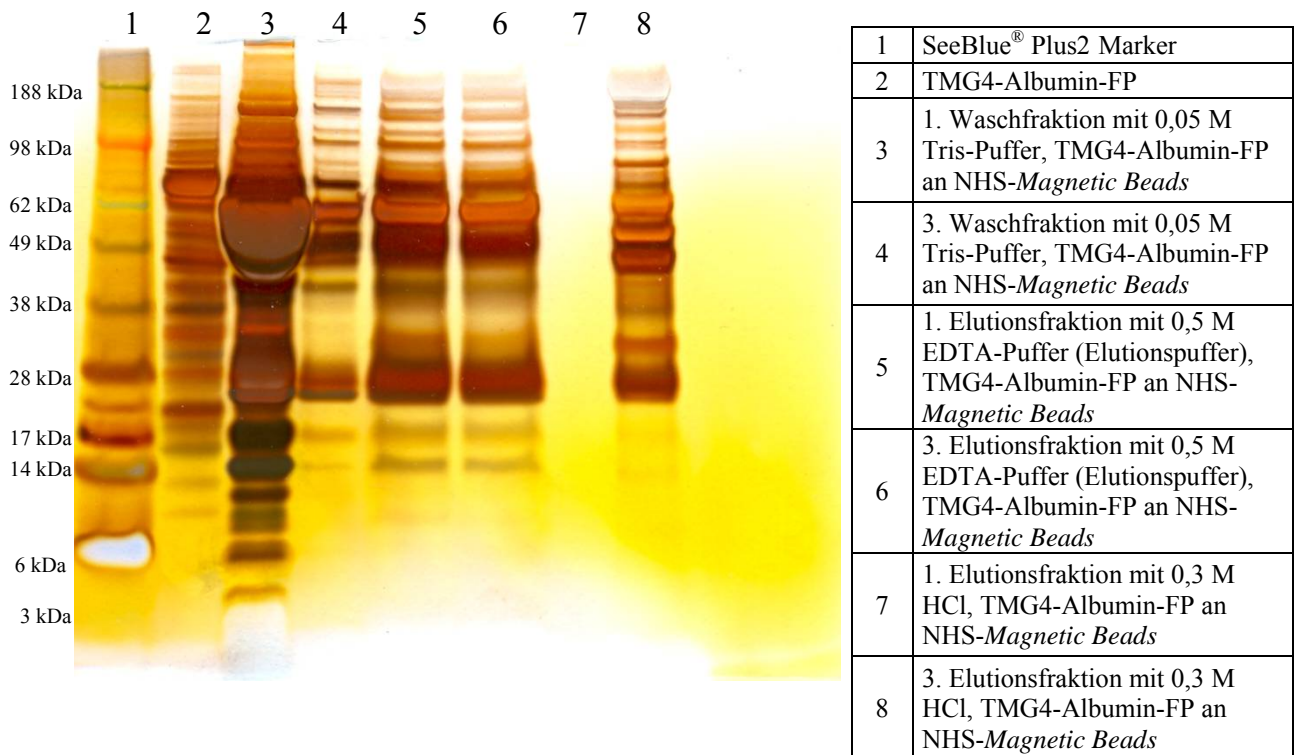 1 2 3 4 5 6 7 8
188 kDa
98 kDa
62 kDa
49 kDa
38 kDa
28 kDa
17 kDa
14 kDa
6 kDa
3 kDa
1 SeeBlue® Plus2 Marker
2 TMG4-Albumin-FP
3 1. Waschfraktion mit 0,05 M
Tris-Puffer, TMG4-Albumin-FP
an NHS-Magnetic Beads
4 3. Waschfraktion mit 0,05 M
Tris-Puffer, TMG4-Albumin-FP
an NHS-Magnetic Beads
5 1. Elutionsfraktion mit 0,5 M
EDTA-Puffer (Elutionspuffer),
TMG4-Albumin-FP an NHS-
Magnetic Beads
6 3. Elutionsfraktion mit 0,5 M
EDTA-Puffer (Elutionspuffer),
TMG4-Albumin-FP an NHS-
Magnetic Beads
7 1. Elutionsfraktion mit 0,3 M
HCl, TMG4-Albumin-FP an
NHS-Magnetic Beads
8 3. Elutionsfraktion mit 0,3 M
HCl, TMG4-Albumin-FP an
NHS-Magnetic Beads